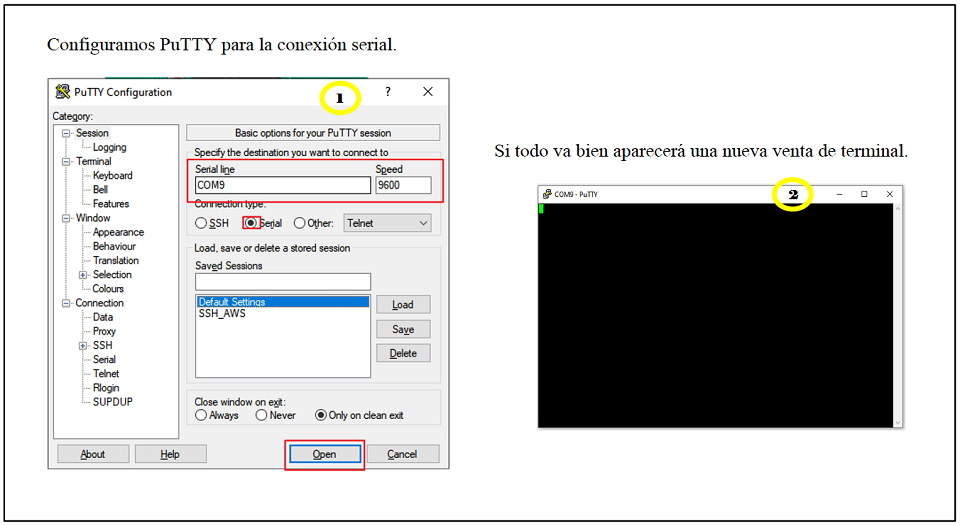 Configuramos PuTTY para la conexión serial.
PuTTY Configuration
1
?
Category:
Session
Logging
Terminal
Keyboard
Bell
Features
Window
Appearance
Behaviour
Translation
Selection
Colours
Connection
Data
Proxy
SSH
Serial
Telnet
Rlogin
SUPDUP
Basic options for your PuTTY session
Specify the destination you want to connect to
Serial line Speed
COM9 9600
Connection type:
SSH Serial Other: Telnet
Load, save or delete a stored session
Saved Sessions
Default Settings
SSH_AWS
Load
Save
Delete
Close window on exit:
Always Never Only on clean exit
About Help Open Cancel
Si todo va bien aparecerá una nueva venta de terminal.
COM9 - PuTTY
2